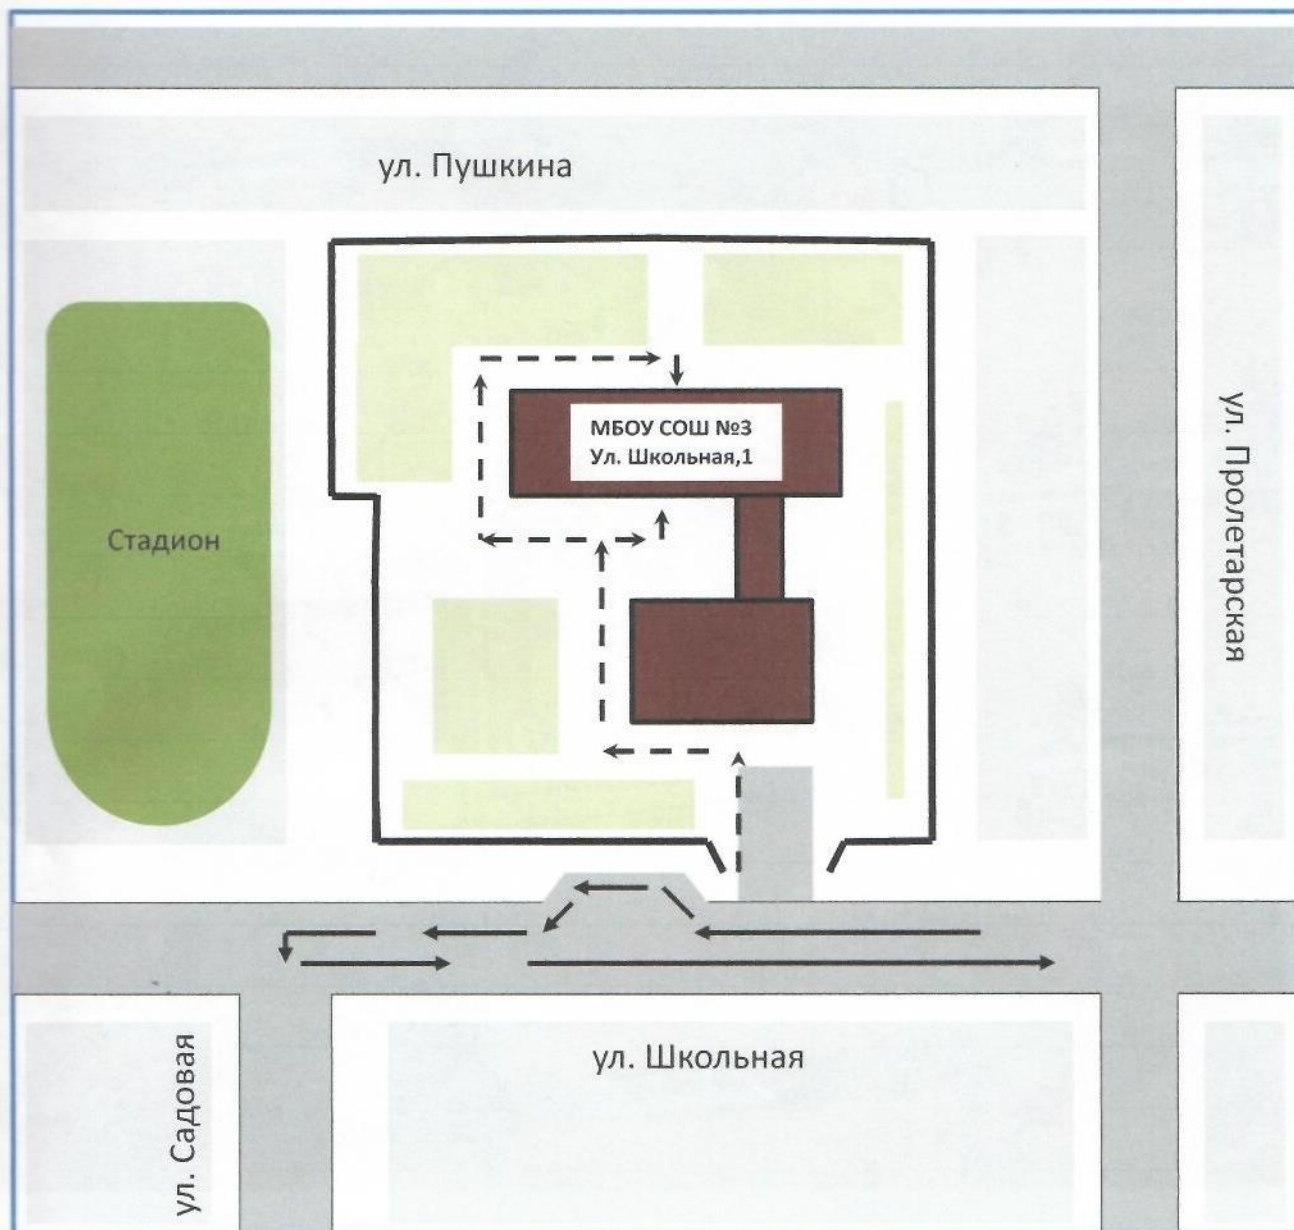 ул. Пушкина
МБОУ СОШ №3
Ул. Школьная,1
Стадион
ул. Пролетарская
ул. Школьная
ул. Садовая